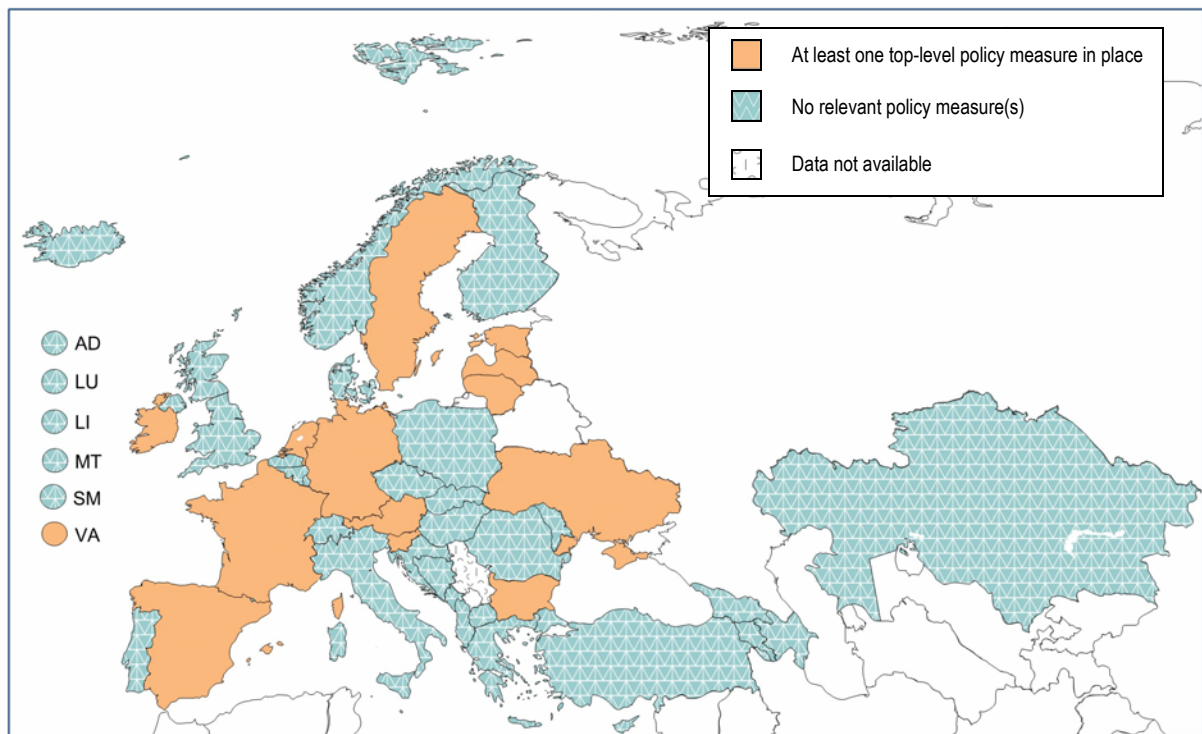 At least one top-level policy measure in place
No relevant policy measure(s)
Data not available
AD
LU
LI
MT
SM
VA